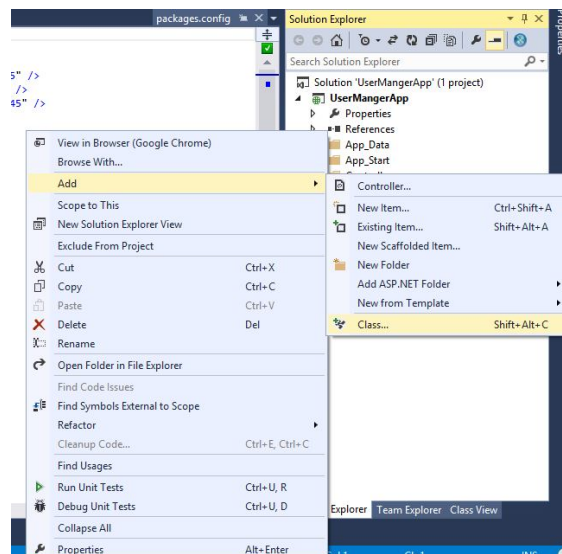 packages.config
Solution Explorer
Search Solution Explorer
Solution 'UserMangerApp' (1 project)
UserMangerApp
Properties
References
App_Data
App_Start
5" />
/>
45" />
View in Browser (Google Chrome)
Browse With...
Add
Scope to This
New Solution Explorer View
Exclude From Project
Cut Ctrl+X
Copy Ctrl+C
Paste Ctrl+V
Delete Del
Rename
Open Folder in File Explorer
Find Code Issues
Find Symbols External to Scope
Refactor
Cleanup Code... Ctrl+E, Ctrl+C
Find Usages
Run Unit Tests Ctrl+U, R
Debug Unit Tests Ctrl+U, D
Collapse All
Properties Alt+Enter
Controller...
New Item... Ctrl+Shift+A
Existing Item... Shift+Alt+A
New Scaffolded Item...
New Folder
Add ASP.NET Folder
New from Template
Class... Shift+Alt+C
Explorer Team Explorer Class View
Properties